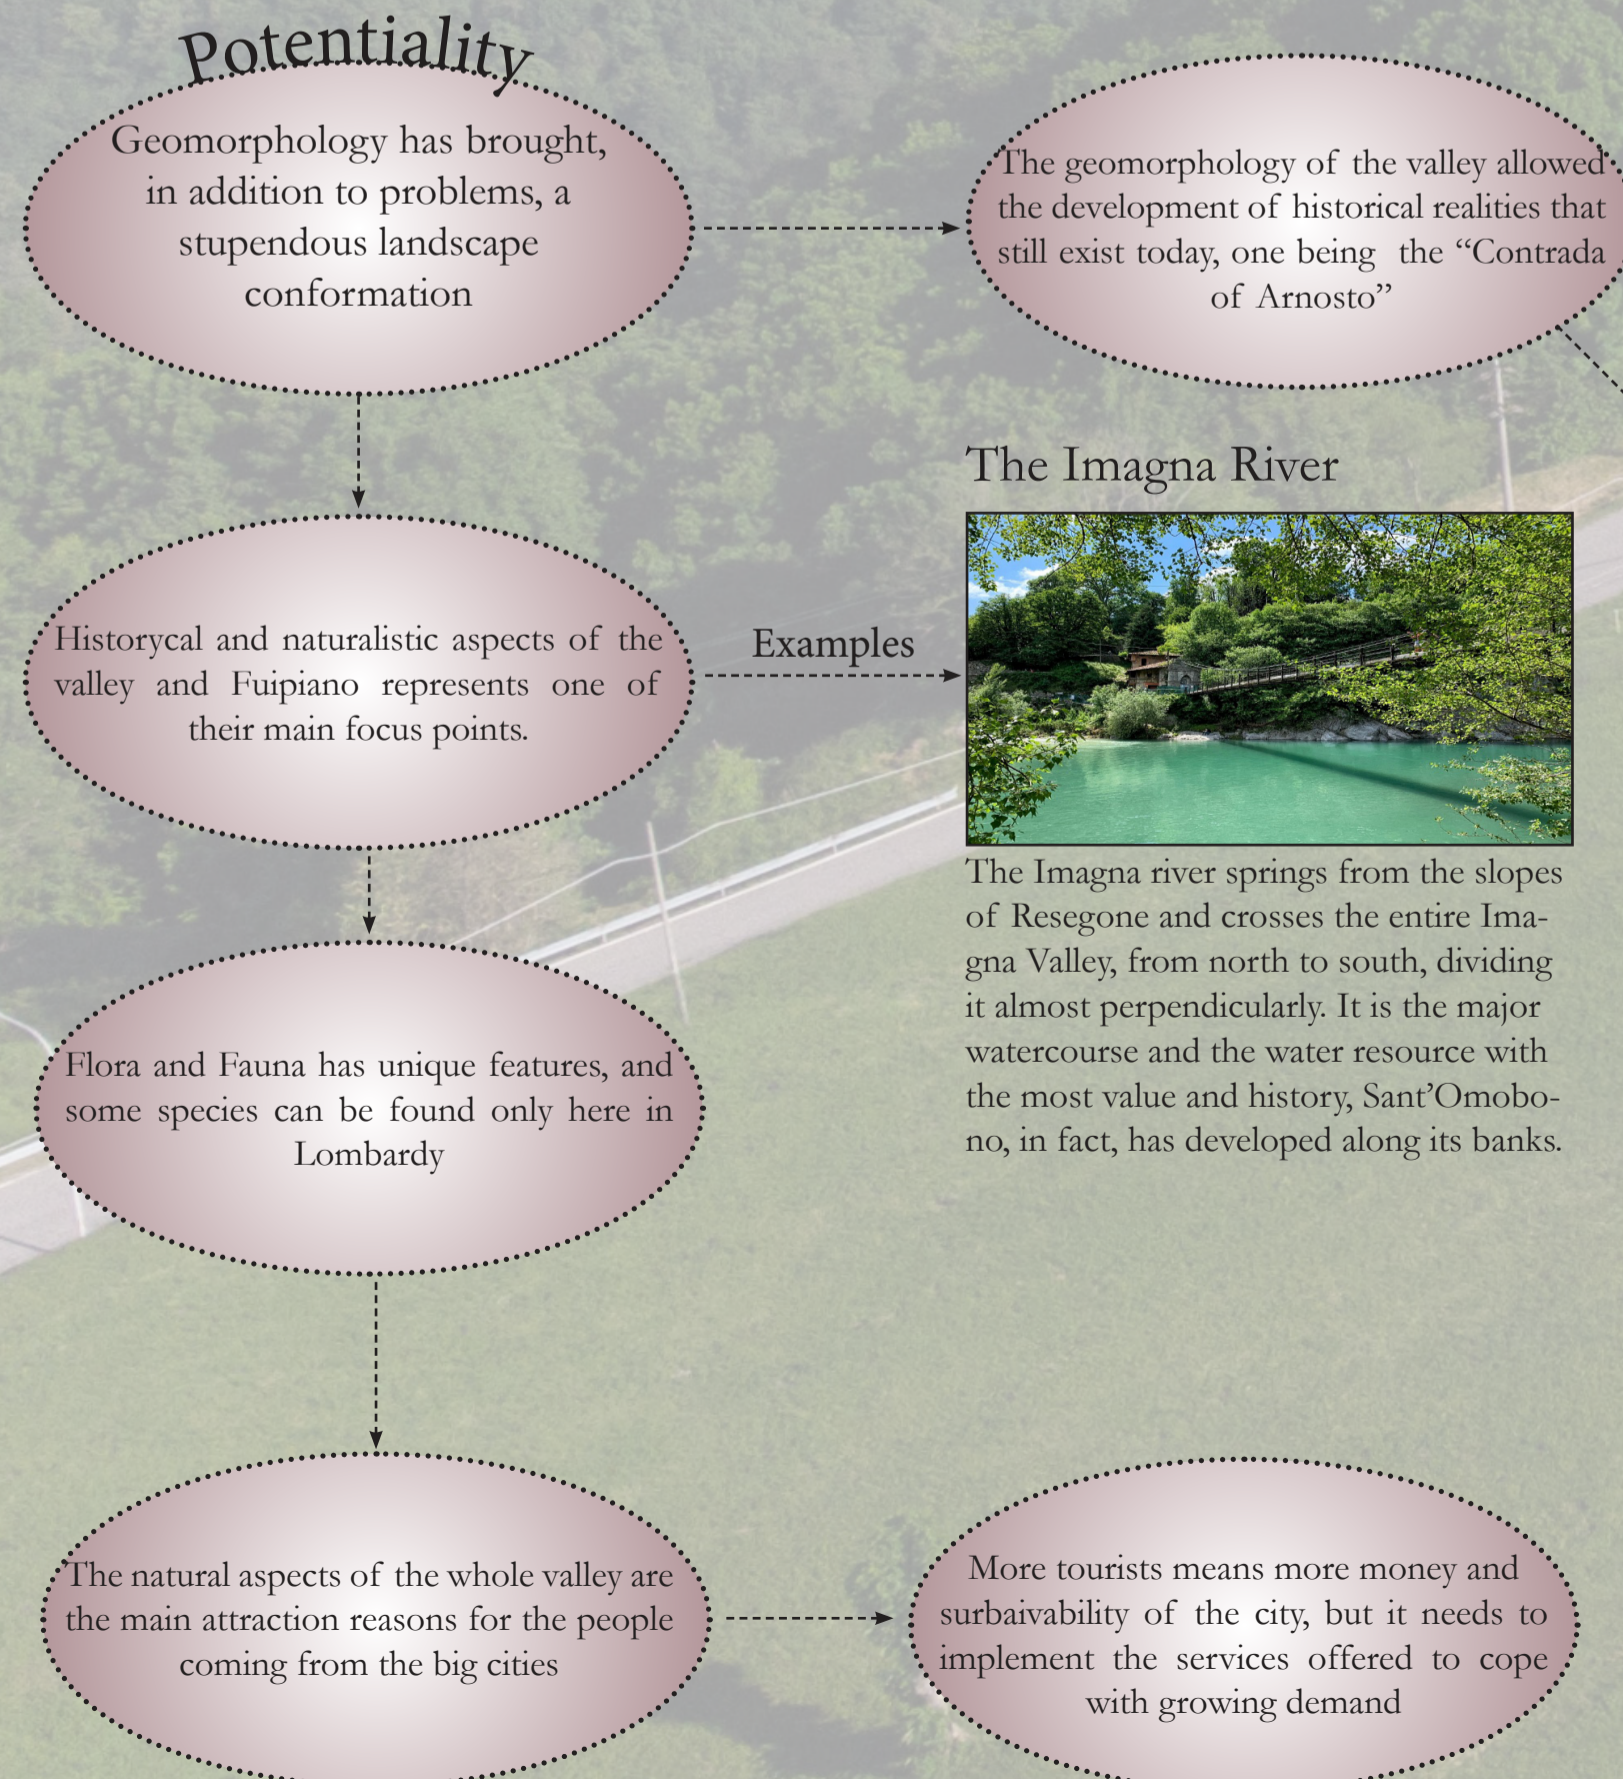 Potentiality
Geomorphology has brought,
in addition to problems, a
stupendous landscape
conformation
The geomorphology of the valley allowed
the development of historical realities that
still exist today, one being the “Contrada
of Arnosto”
The Imagna River
Historycal and naturalistic aspects of the
valley and Fuipiano represents one of
their main focus points.
Examples
The Imagna river springs from the slopes
of Resegone and crosses the entire Ima-
gna Valley, from north to south, dividing
it almost perpendicularly. It is the major
watercourse and the water resource with
the most value and history, Sant’Omobo-
no, in fact, has developed along its banks.
Flora and Fauna has unique features, and
some species can be found only here in
Lombardy
The natural aspects of the whole valley are
the main attraction reasons for the people
coming from the big cities
More tourists means more money and
surbaivability of the city, but it needs to
implement the services offered to cope
with growing demand